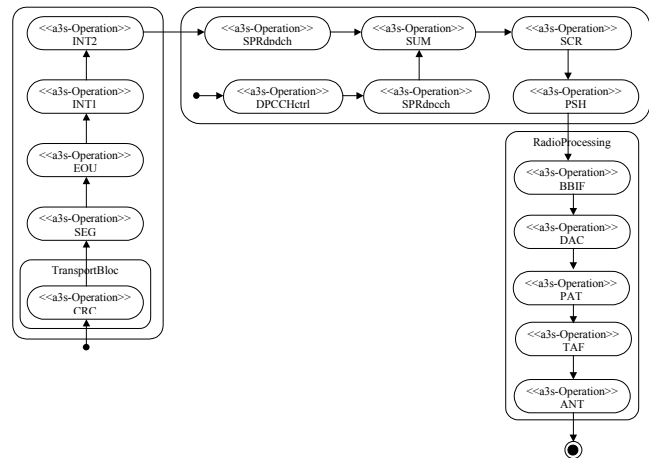 <<a3s-Operation>>
INT2
<<a3s-Operation>>
SPRdpdch
<<a3s-Operation>>
SUM
<<a3s-Operation>>
SCR
<<a3s-Operation>>
INT1
<<a3s-Operation>>
DPCCHctrl
<<a3s-Operation>>
SPRdpcch
<<a3s-Operation>>
PSH
<<a3s-Operation>>
EQU
<<a3s-Operation>>
SEG
TransportBloc
<<a3s-Operation>>
CRC
RadioProcessing
<<a3s-Operation>>
BBIF
<<a3s-Operation>>
DAC
<<a3s-Operation>>
PAT
<<a3s-Operation>>
TAF
<<a3s-Operation>>
ANT